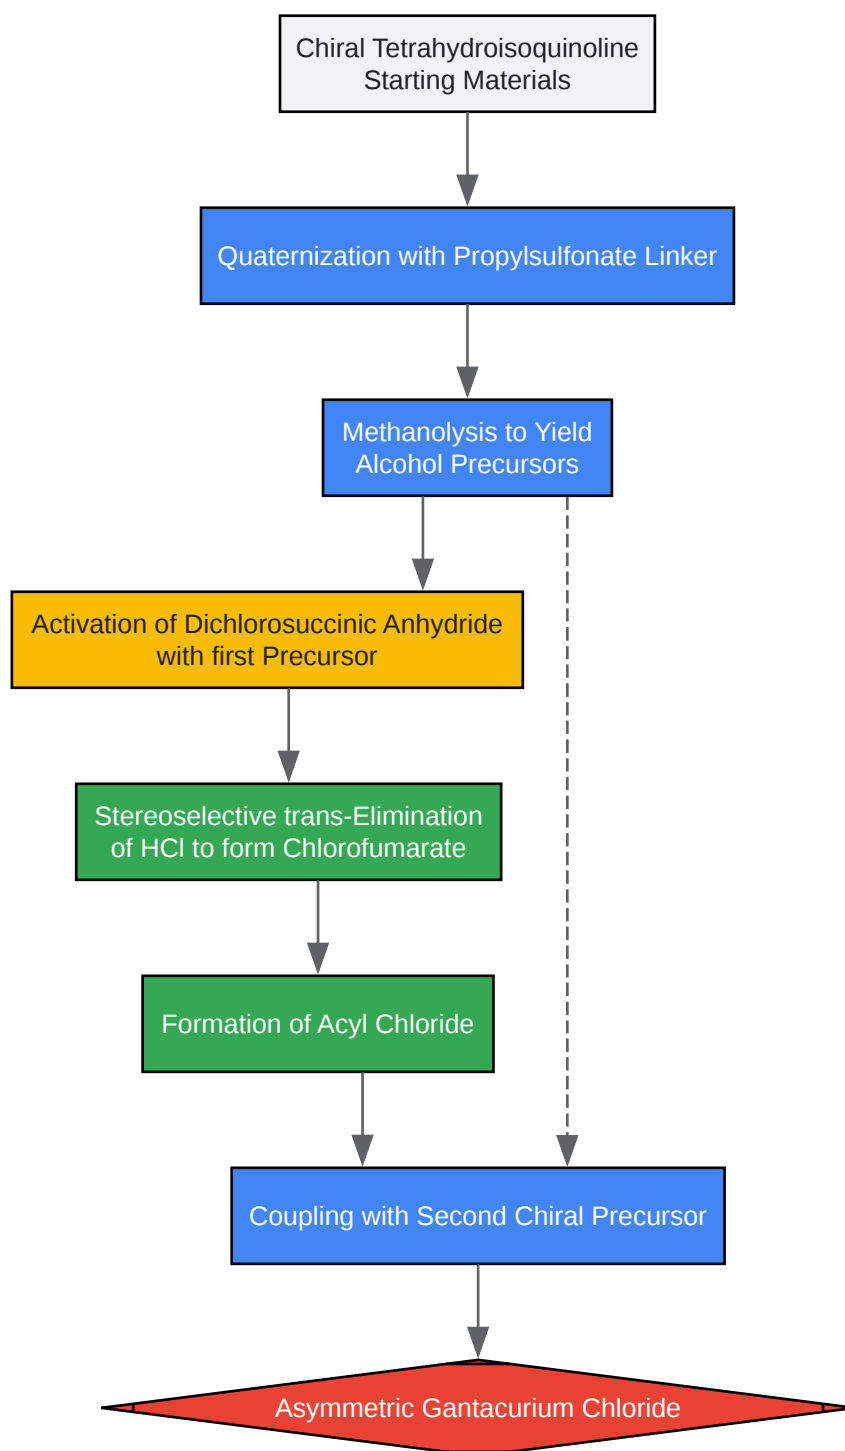 Chiral Tetrahydroisoquinoline
Starting Materials
Quaternization with Propylsulfonate Linker
Methanolysis to Yield
Alcohol Precursors
Activation of Dichlorosuccinic Anhydride
with first Precursor
Stereoselective trans-Elimination
of HCl to form Chlorofumarate
Formation of Acyl Chloride
Coupling with Second Chiral Precursor
Asymmetric Gantacurium Chloride